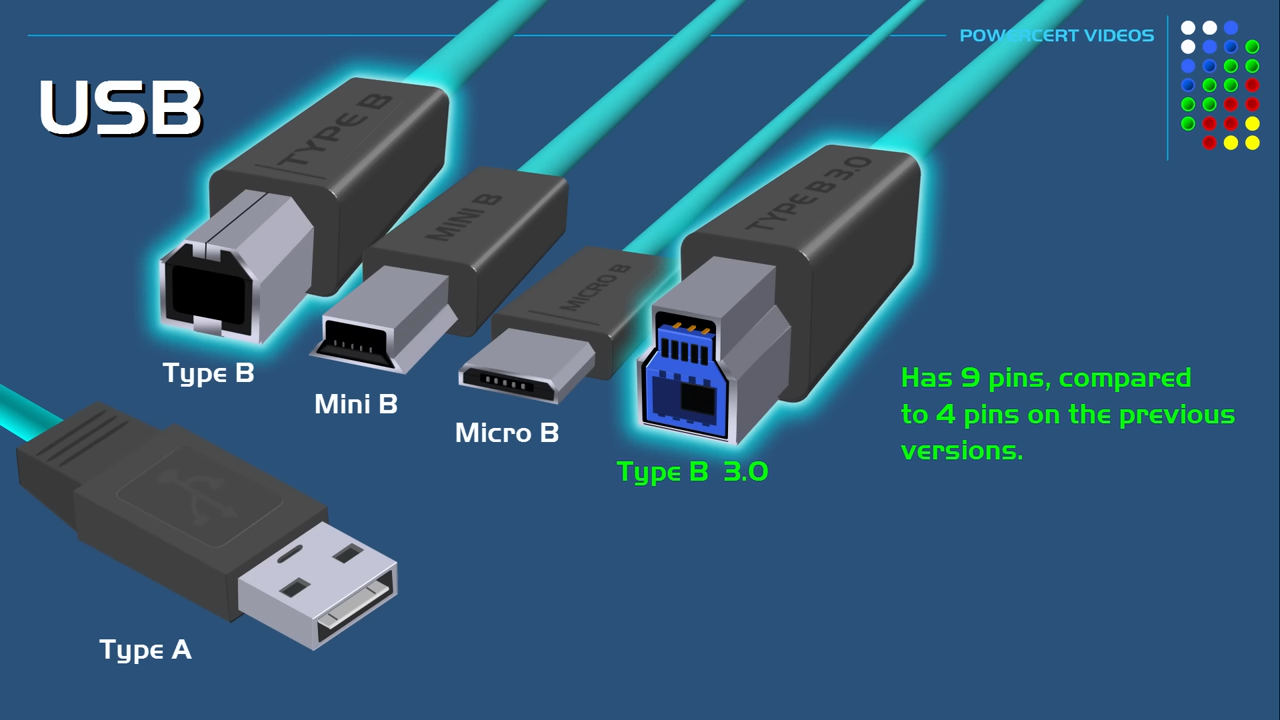 POWERCERT VIDEOS
USB
TYPE B
MINI B
MICRO B
TYPE B 3.0
Type B
Mini B
Micro B
Type B 3.0
Has 9 pins, compared
to 4 pins on the previous
versions.
Type A